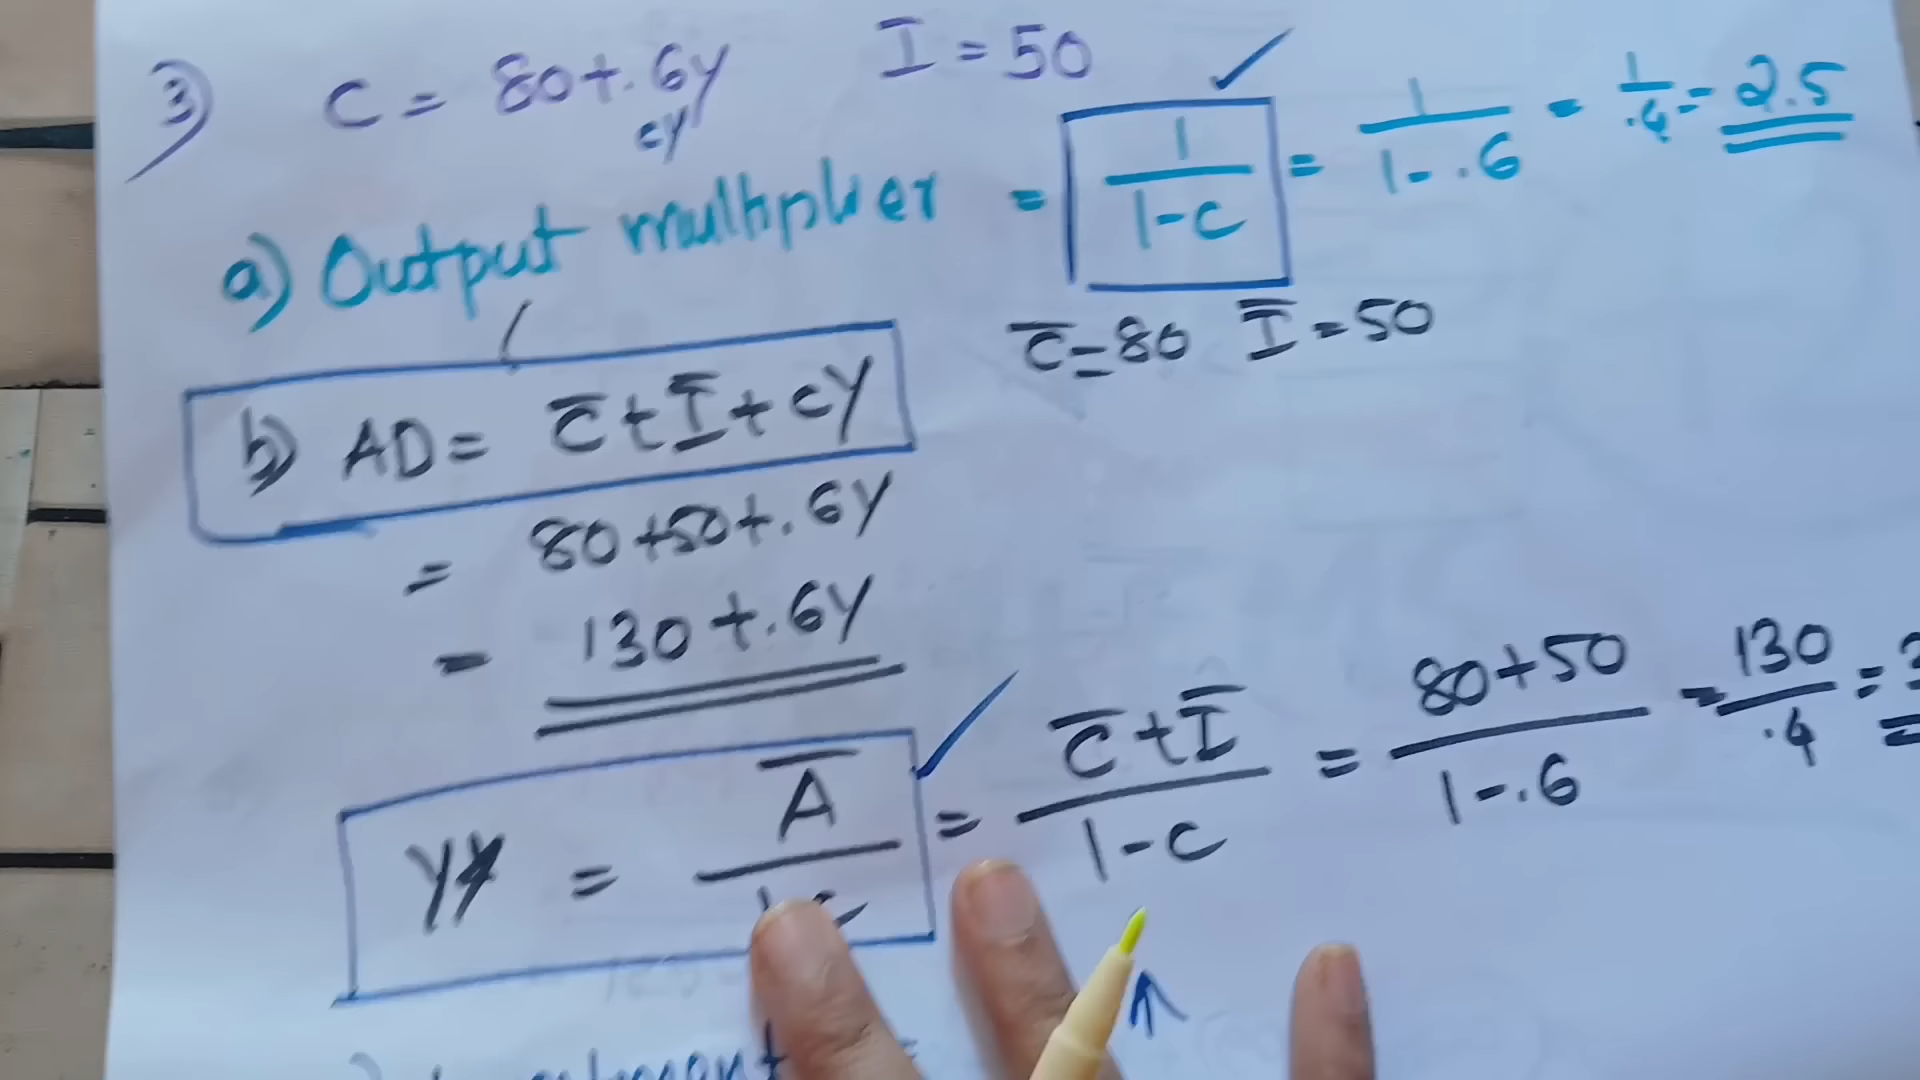 3) C = 80+.6y I = 50
cy
a) Output multiplier = 1/1-c = 1/1-.6 = 1/.4 = 2.5
C̅ = 80 I̅ = 50
b) AD = C̅ + I̅ + cY
= 80+50+.6Y
= 130+.6Y
= A̅/1-c = C̅+I̅/1-c = 80+50/1-.6 = 130/.4 =